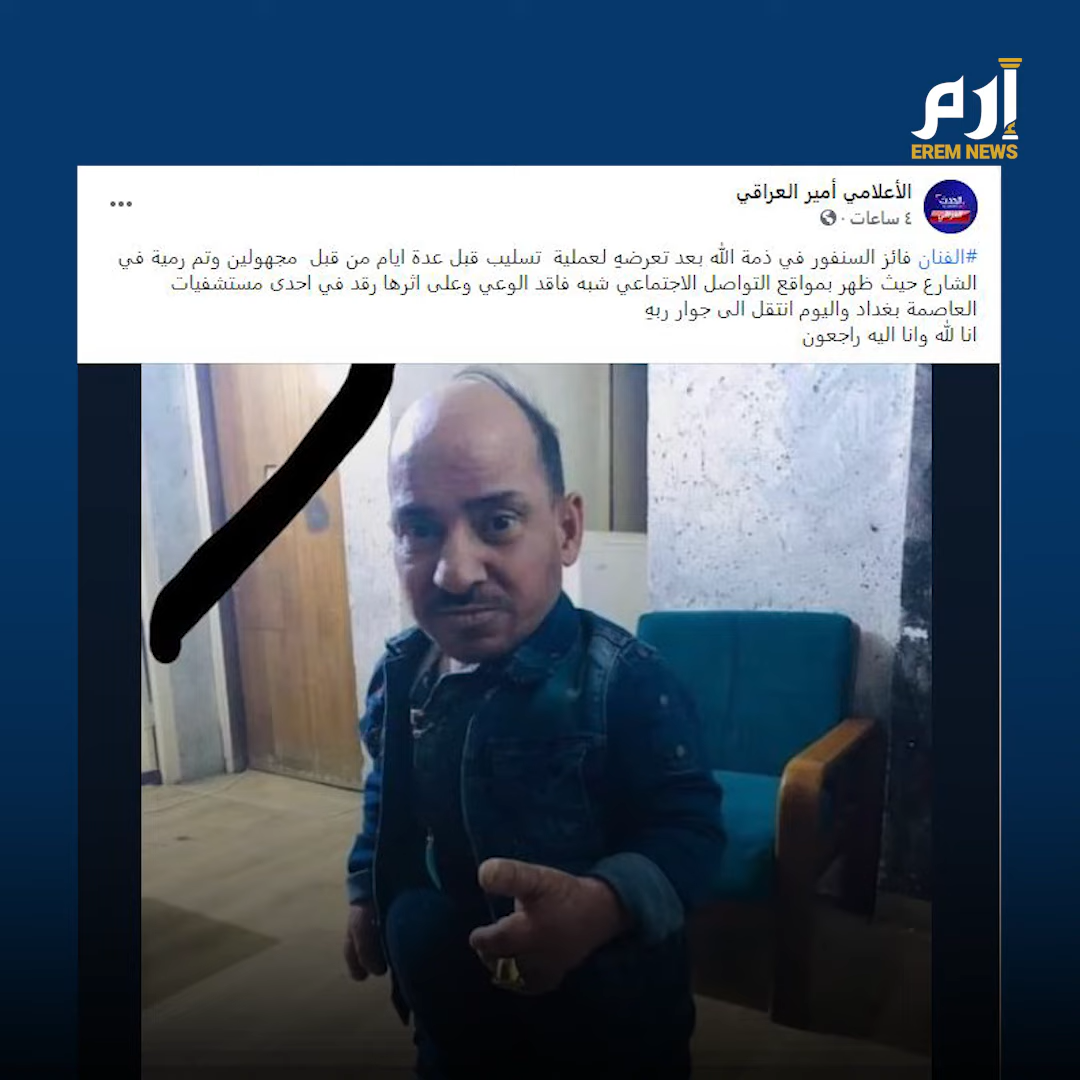 إرم
EREM NEWS
الأعلامي أمير العراقي
٤ ساعات ·
#الفنان فائز السنفور في ذمة الله بعد تعرضهِ لعملية تسليب قبل عدة ايام من قبل مجهولين وتم رمية في
الشارع حيث ظهر بمواقع التواصل الاجتماعي شبه فاقد الوعي وعلى اثرها رقد في احدى مستشفيات
العاصمة بغداد واليوم انتقل الى جوار ربهِ
انا لله وانا اليه راجعون